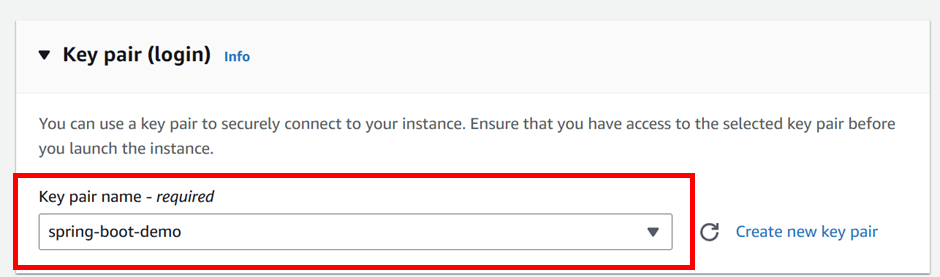 Key pair (login) Info
You can use a key pair to securely connect to your instance. Ensure that you have access to the selected key pair before
you launch the instance.
Key pair name - required
spring-boot-demo
Create new key pair